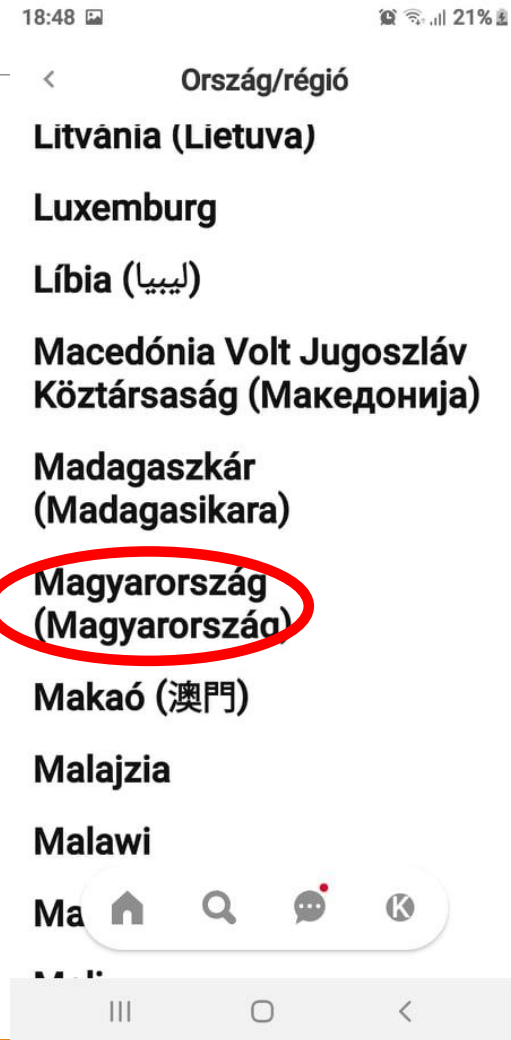 18:48 21%
Ország/régió
Litvánia (Lietuva)
Luxemburg
Líbia (ليبيا)
Macedónia Volt Jugoszláv
Köztársaság (Македонија)
Madagaszkár
(Madagasikara)
Magyarország
(Magyarország)
Makaó (澳門)
Malajzia
Malawi
K